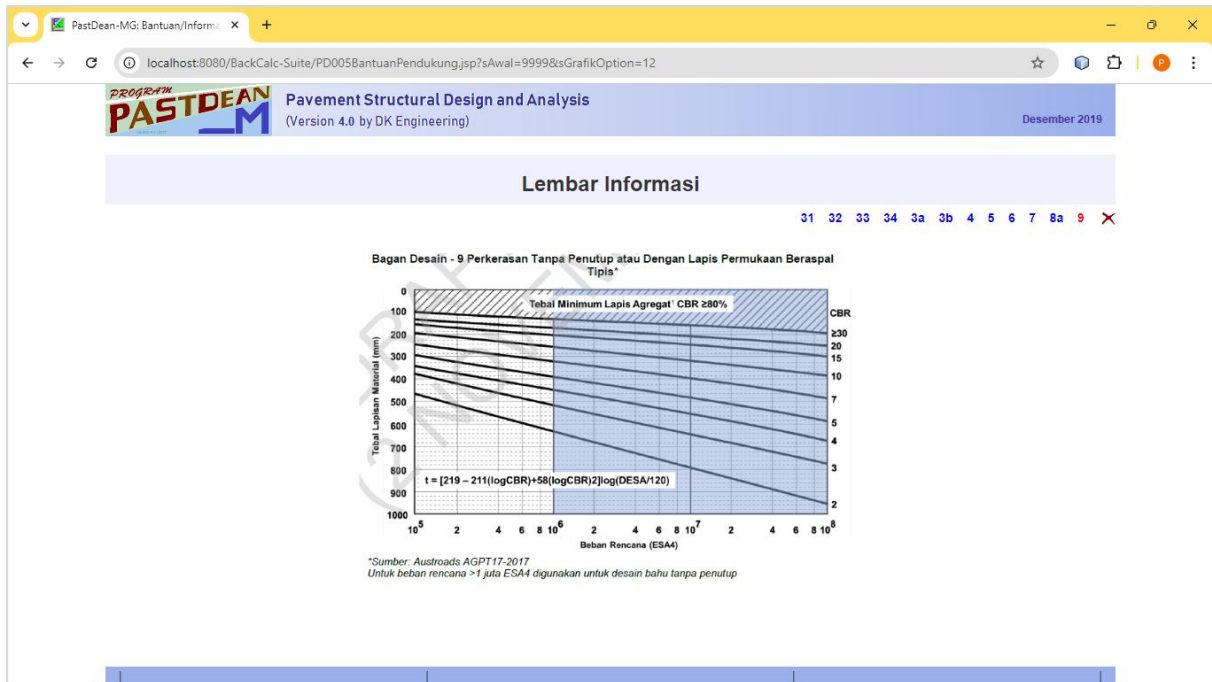 PastDean-MG: Bantuan/Informa
localhost:8080/BackCalc-Suite/PD005BantuanPendukung.jsp?sAwal=9999&sGrafikOption=12
P
PROGRAM
PASTDEAN
_M
Pavement Structural Design and Analysis
(Version 4.0 by DK Engineering)
Desember 2019
Lembar Informasi
31 32 33 34 3a 3b 4 5 6 7 8a 9
Bagan Desain - 9 Perkerasan Tanpa Penutup atau Dengan Lapis Permukaan Beraspal
Tipis*
Tebal Minimum Lapis Agregat¹ CBR ≥80%
CBR
Tebal Lapisan Material (mm)
0
100
200
300
400
500
600
700
800
900
1000
≥30
20
15
10
7
5
4
3
2
t = [219 – 211(logCBR)+58(logCBR)2]log(DESA/120)
10⁵ 2 4 6 8 10⁶ 2 4 6 8 10⁷ 2 4 6 8 10⁸
Beban Rencana (ESA4)
*Sumber: Austroads AGPT17-2017
Untuk beban rencana >1 juta ESA4 digunakan untuk desain bahu tanpa penutup